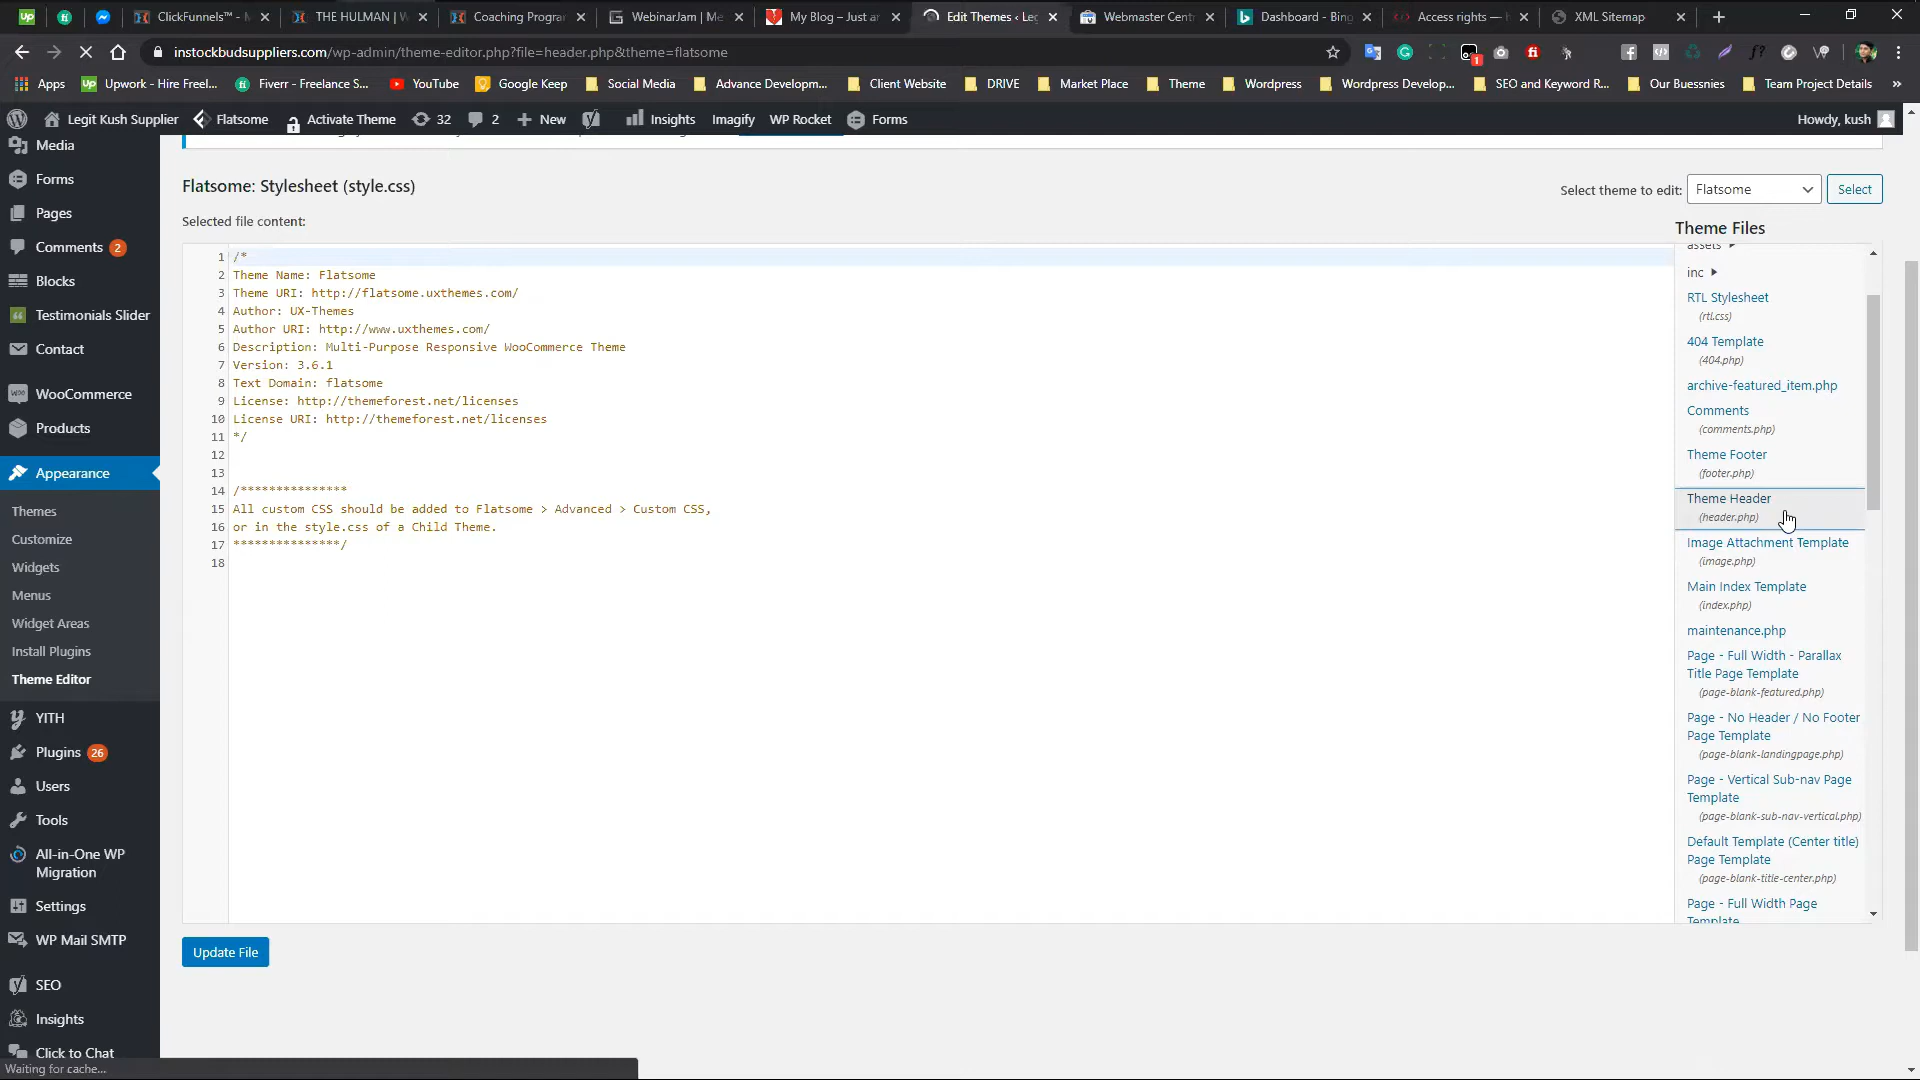 ClickFunnels™ - M
THE HULMAN | W
Coaching Progra
WebinarJam | Me
My Blog – Just a
Edit Themes ‹ Leg
Webmaster Cent
Dashboard - Bing
Access rights —
XML Sitemap
instockbudsuppliers.com/wp-admin/theme-editor.php?file=header.php&theme=flatsome
Apps
Upwork - Hire Freel...
Fiverr - Freelance S...
YouTube
Google Keep
Social Media
Advance Developm...
Client Website
DRIVE
Market Place
Theme
Wordpress
Wordpress Develop...
SEO and Keyword R...
Our Buessnies
Team Project Details
»
Legit Kush Supplier
Flatsome
Activate Theme
32
2
New
Insights
Imagify
WP Rocket
Forms
Howdy, kush
Media
Forms
Pages
Comments 2
Blocks
Testimonials Slider
Contact
WooCommerce
Products
Appearance
Themes
Customize
Widgets
Menus
Widget Areas
Install Plugins
Theme Editor
YITH
Plugins 26
Users
Tools
All-in-One WP
Migration
Settings
WP Mail SMTP
SEO
Insights
Click to Chat
Waiting for cache...
Flatsome: Stylesheet (style.css)
Select theme to edit: Flatsome Select
Selected file content:
1 /*
2 Theme Name: Flatsome
3 Theme URI: http://flatsome.uxthemes.com/
4 Author: UX-Themes
5 Author URI: http://www.uxthemes.com/
6 Description: Multi-Purpose Responsive WooCommerce Theme
7 Version: 3.6.1
8 Text Domain: flatsome
9 License: http://themeforest.net/licenses
10 License URI: http://themeforest.net/licenses
11 */
12
13
14 /***************
15 All custom CSS should be added to Flatsome > Advanced > Custom CSS,
16 or in the style.css of a Child Theme.
17 ***************/
18
Update File
Theme Files
assets
inc
RTL Stylesheet
(rtl.css)
404 Template
(404.php)
archive-featured_item.php
Comments
(comments.php)
Theme Footer
(footer.php)
Theme Header
(header.php)
Image Attachment Template
(image.php)
Main Index Template
(index.php)
maintenance.php
Page - Full Width - Parallax
Title Page Template
(page-blank-featured.php)
Page - No Header / No Footer
Page Template
(page-blank-landingpage.php)
Page - Vertical Sub-nav Page
Template
(page-blank-sub-nav-vertical.php)
Default Template (Center title)
Page Template
(page-blank-title-center.php)
Page - Full Width Page
Template